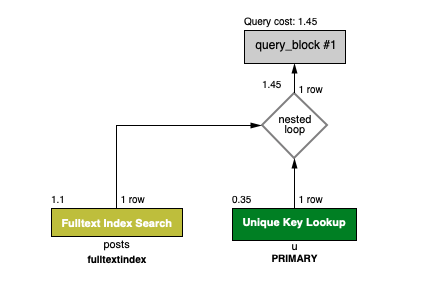 Query cost: 1.45
query_block #1
1.45
1 row
nested
loop
1.1
1 row
0.35
1 row
Fulltext Index Search
Unique Key Lookup
posts
u
fulltextindex
PRIMARY